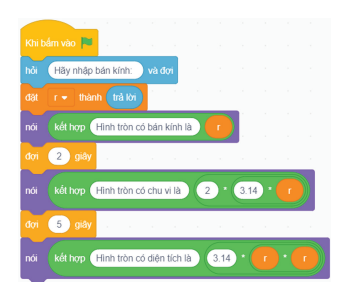 Khi bấm vào
hỏi Hãy nhập bán kính: và đợi
đặt r thành trả lời
nói kết hợp Hình tròn có bán kính là r
đợi 2 giây
nói kết hợp Hình tròn có chu vi là 2 * 3.14 * r
đợi 5 giây
nói kết hợp Hình tròn có diện tích là 3.14 * r * r